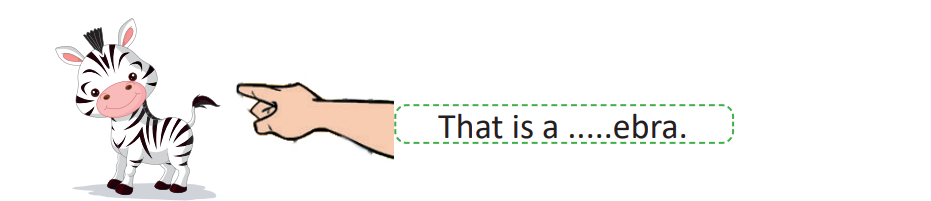 That is a .....ebra.